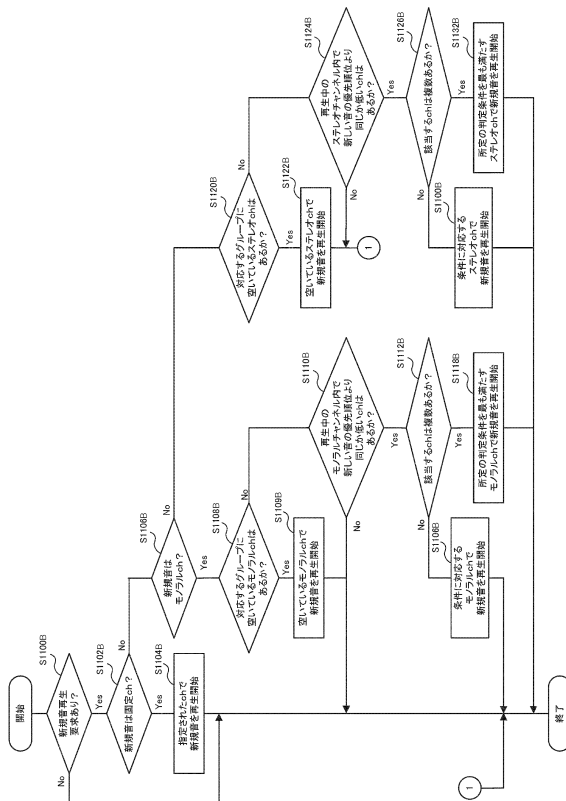 開始
S1100B
新規音再生
要求あり？
No
Yes
S1102B
新規音は固定ch？
No
Yes
S1104B
指定されたchで
新規音を再生開始
S1106B
新規音は
モノラルch？
No
Yes
S1108B
対応するグループに
空いているモノラルchは
あるか？
No
Yes
S1109B
空いているモノラルchで
新規音を再生開始
S1110B
再生中の
モノラルチャンネル内で
新しい音の優先順位より
同じか低いchは
あるか？
No
Yes
S1112B
該当するchは複数あるか？
No
Yes
S1106B
条件に対応する
モノラルchで
新規音を再生開始
S1118B
所定の判定条件を最も満たす
モノラルchで新規音を再生開始
S1120B
対応するグループに
空いているステレオchは
あるか？
No
Yes
S1122B
空いているステレオchで
新規音を再生開始
1
S1124B
再生中の
ステレオチャンネル内で
新しい音の優先順位より
同じか低いchは
あるか？
No
Yes
S1126B
該当するchは複数あるか？
No
Yes
S1100B
条件に対応する
ステレオchで
新規音を再生開始
S1132B
所定の判定条件を最も満たす
ステレオchで新規音を再生開始
1
終了